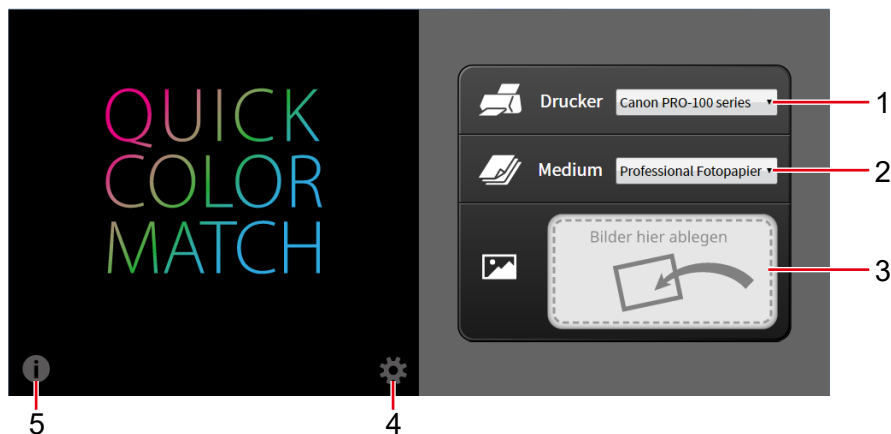 QUICK
COLOR
MATCH
Drucker Canon PRO-100 series
Medium Professional Fotopapier
Bilder hier ablegen
1
2
3
4
5